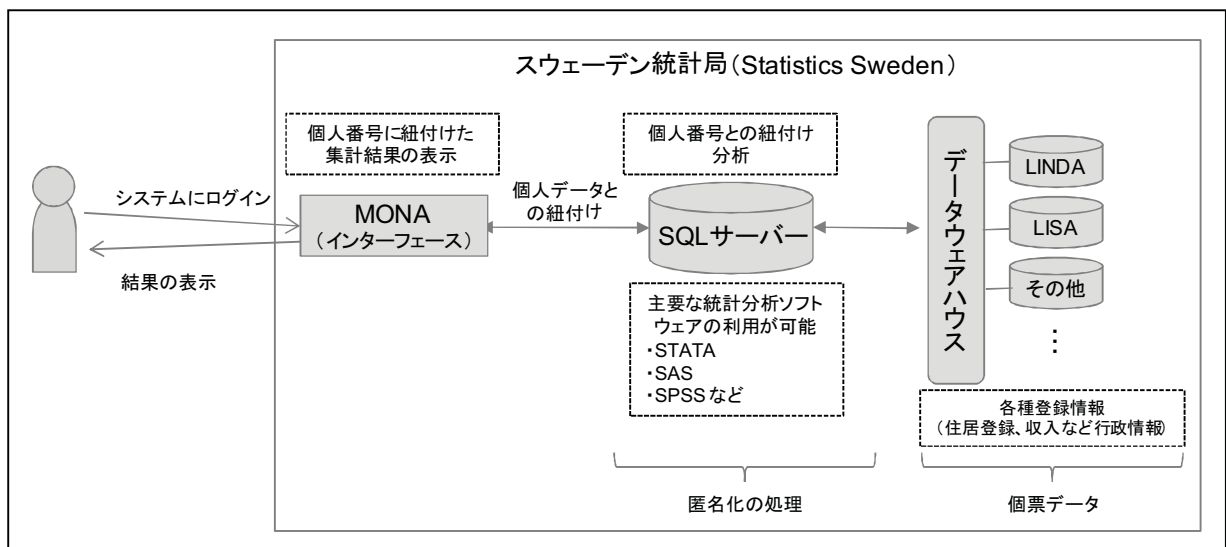 スウェーデン統計局(Statistics Sweden)
個人番号に紐付けた
集計結果の表示
個人番号との紐付け
分析
システムにログイン
結果の表示
MONA
(インターフェース)
個人データと
の紐付け
SQLサーバー
主要な統計分析ソフト
ウェアの利用が可能
・STATA
・SAS
・SPSSなど
データウェアハウス
LINDA
LISA
その他
⋮
各種登録情報
(住居登録、収入など行政情報)
匿名化の処理
個票データ